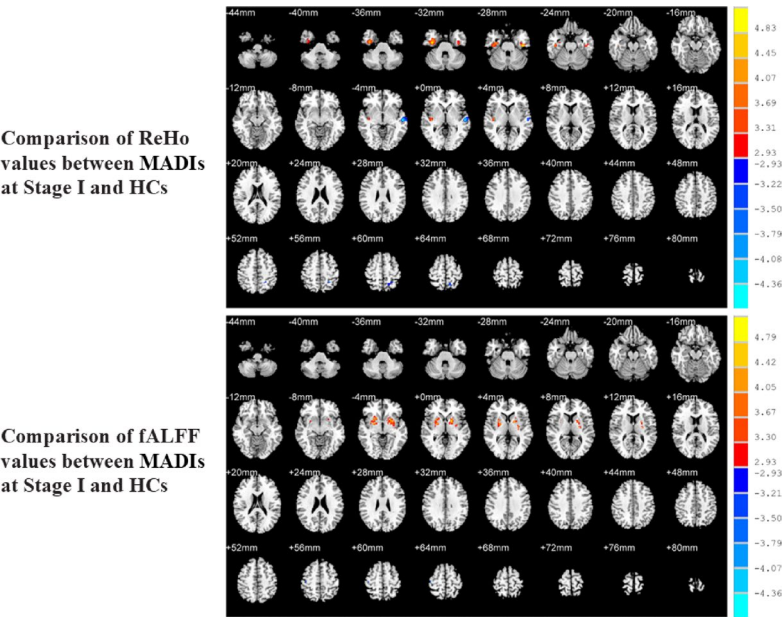 -44mm -40mm -36mm -32mm -28mm -24mm -20mm -16mm
-12mm -8mm -4mm +0mm +4mm +8mm +12mm +16mm
+20mm +24mm +28mm +32mm +36mm +40mm +44mm +48mm
+52mm +56mm +60mm +64mm +68mm +72mm +76mm +80mm
Comparison of ReHo
values between MADIs
at Stage I and HCs
4.83
4.45
4.07
3.69
3.31
2.93
-2.93
-3.22
-3.50
-3.79
-4.08
-4.36
-44mm -40mm -36mm -32mm -28mm -24mm -20mm -16mm
-12mm -8mm -4mm +0mm +4mm +8mm +12mm +16mm
+20mm +24mm +28mm +32mm +36mm +40mm +44mm +48mm
+52mm +56mm +60mm +64mm +68mm +72mm +76mm +80mm
Comparison of fALFF
values between MADIs
at Stage I and HCs
4.79
4.42
4.05
3.67
3.30
2.93
-2.93
-3.21
-3.50
-3.79
-4.07
-4.36